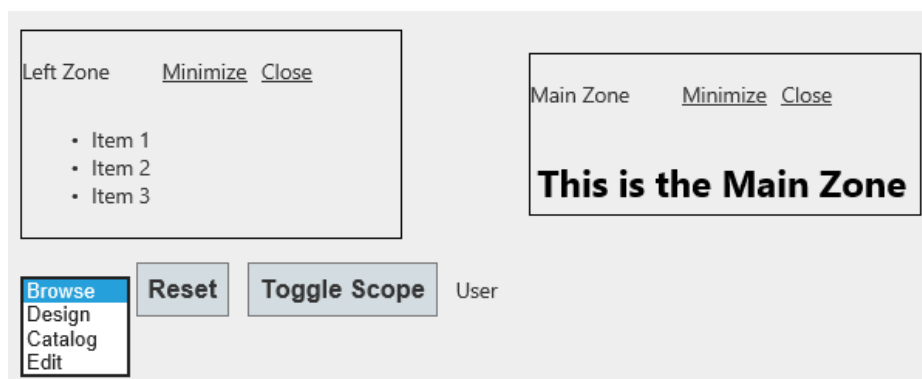 Left Zone Minimize Close
• Item 1
• Item 2
• Item 3
Main Zone Minimize Close
This is the Main Zone
Browse
Design
Catalog
Edit
Reset
Toggle Scope
User